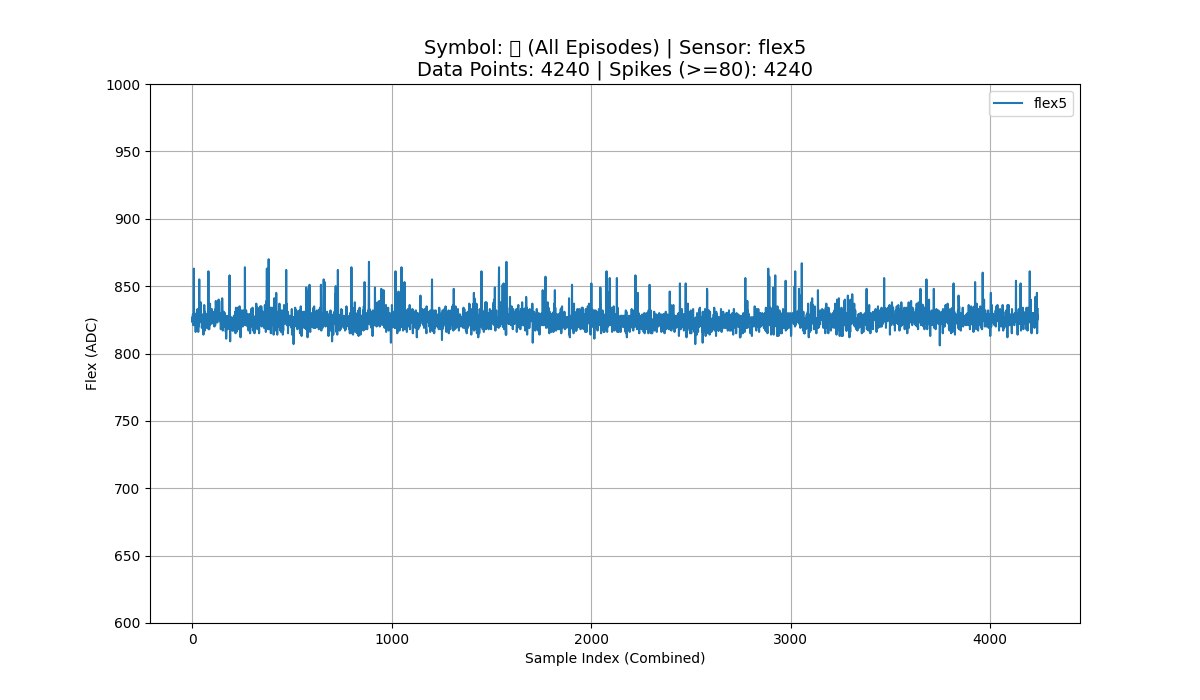 Symbol: (All Episodes) | Sensor: flex5
Data Points: 4240 | Spikes (>=80): 4240
flex5
1000
950
900
850
800
750
700
650
600
Flex (ADC)
0 1000 2000 3000 4000
Sample Index (Combined)